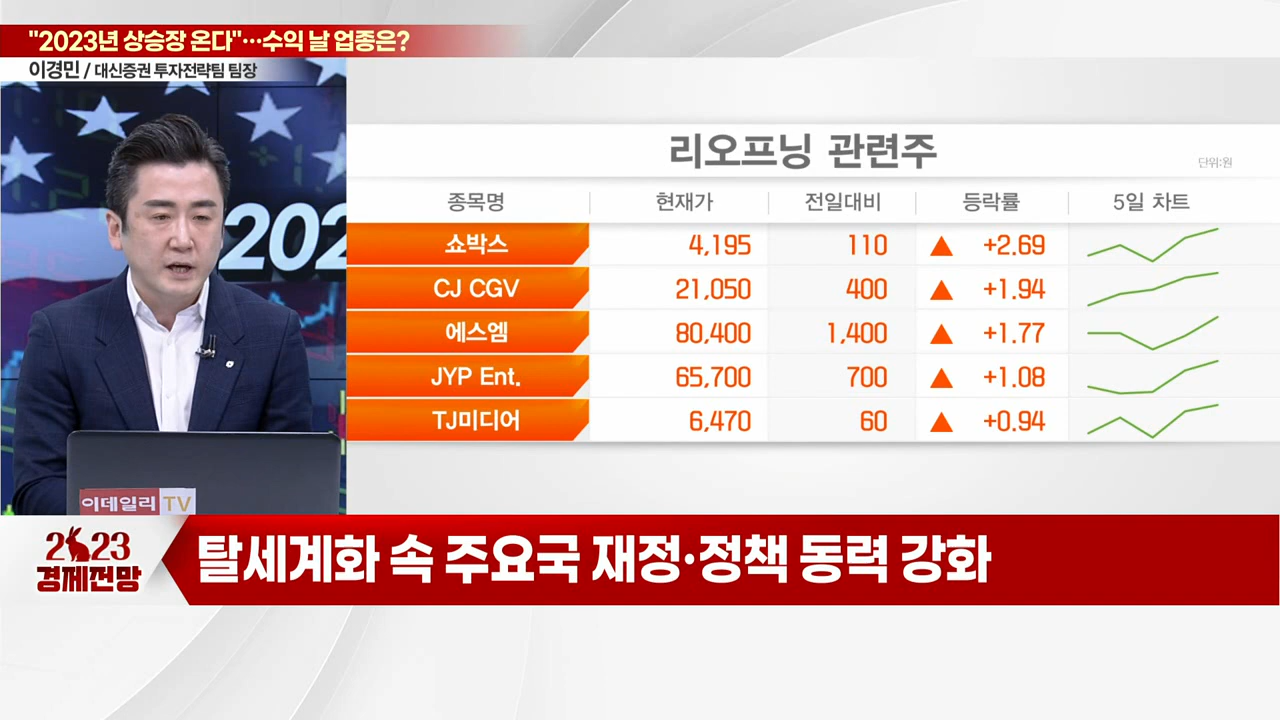 "2023년 상승장 온다"…수익 날 업종은?
이경민 / 대신증권 투자전략팀 팀장
202
리오프닝 관련주
단위:원
종목명 현재가 전일대비 등락률 5일 차트
쇼박스 4,195 110 ▲ +2.69
CJ CGV 21,050 400 ▲ +1.94
에스엠 80,400 1,400 ▲ +1.77
JYP Ent. 65,700 700 ▲ +1.08
TJ미디어 6,470 60 ▲ +0.94
이데일리 TV
2023
경제전망
탈세계화 속 주요국 재정·정책 동력 강화